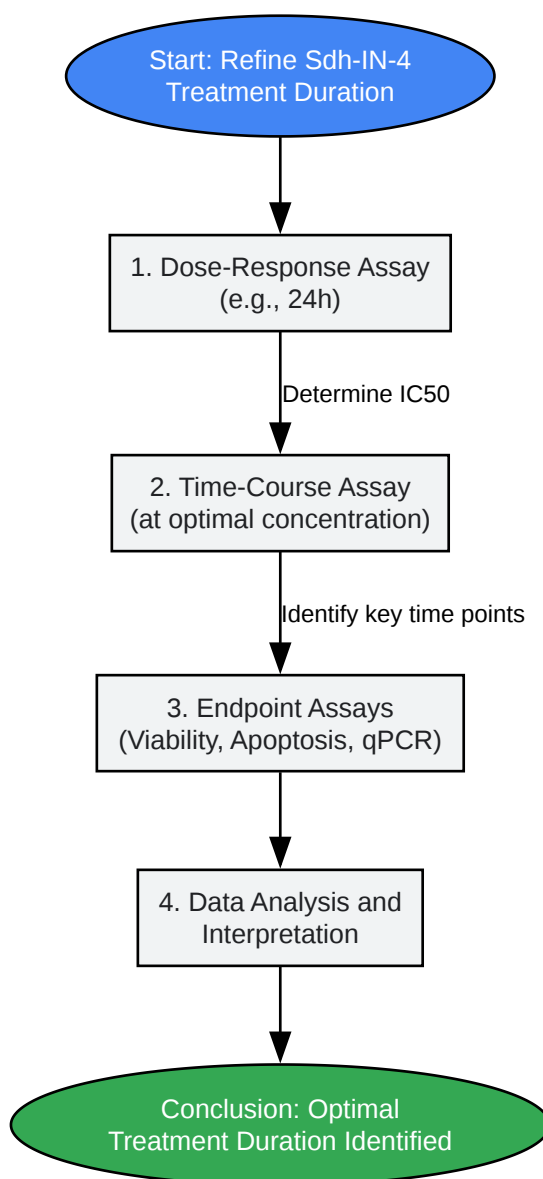 Start: Refine Sdh-IN-4
Treatment Duration
1. Dose-Response Assay
(e.g., 24h)
Determine IC50
2. Time-Course Assay
(at optimal concentration)
Identify key time points
3. Endpoint Assays
(Viability, Apoptosis, qPCR)
4. Data Analysis and
Interpretation
Conclusion: Optimal
Treatment Duration Identified